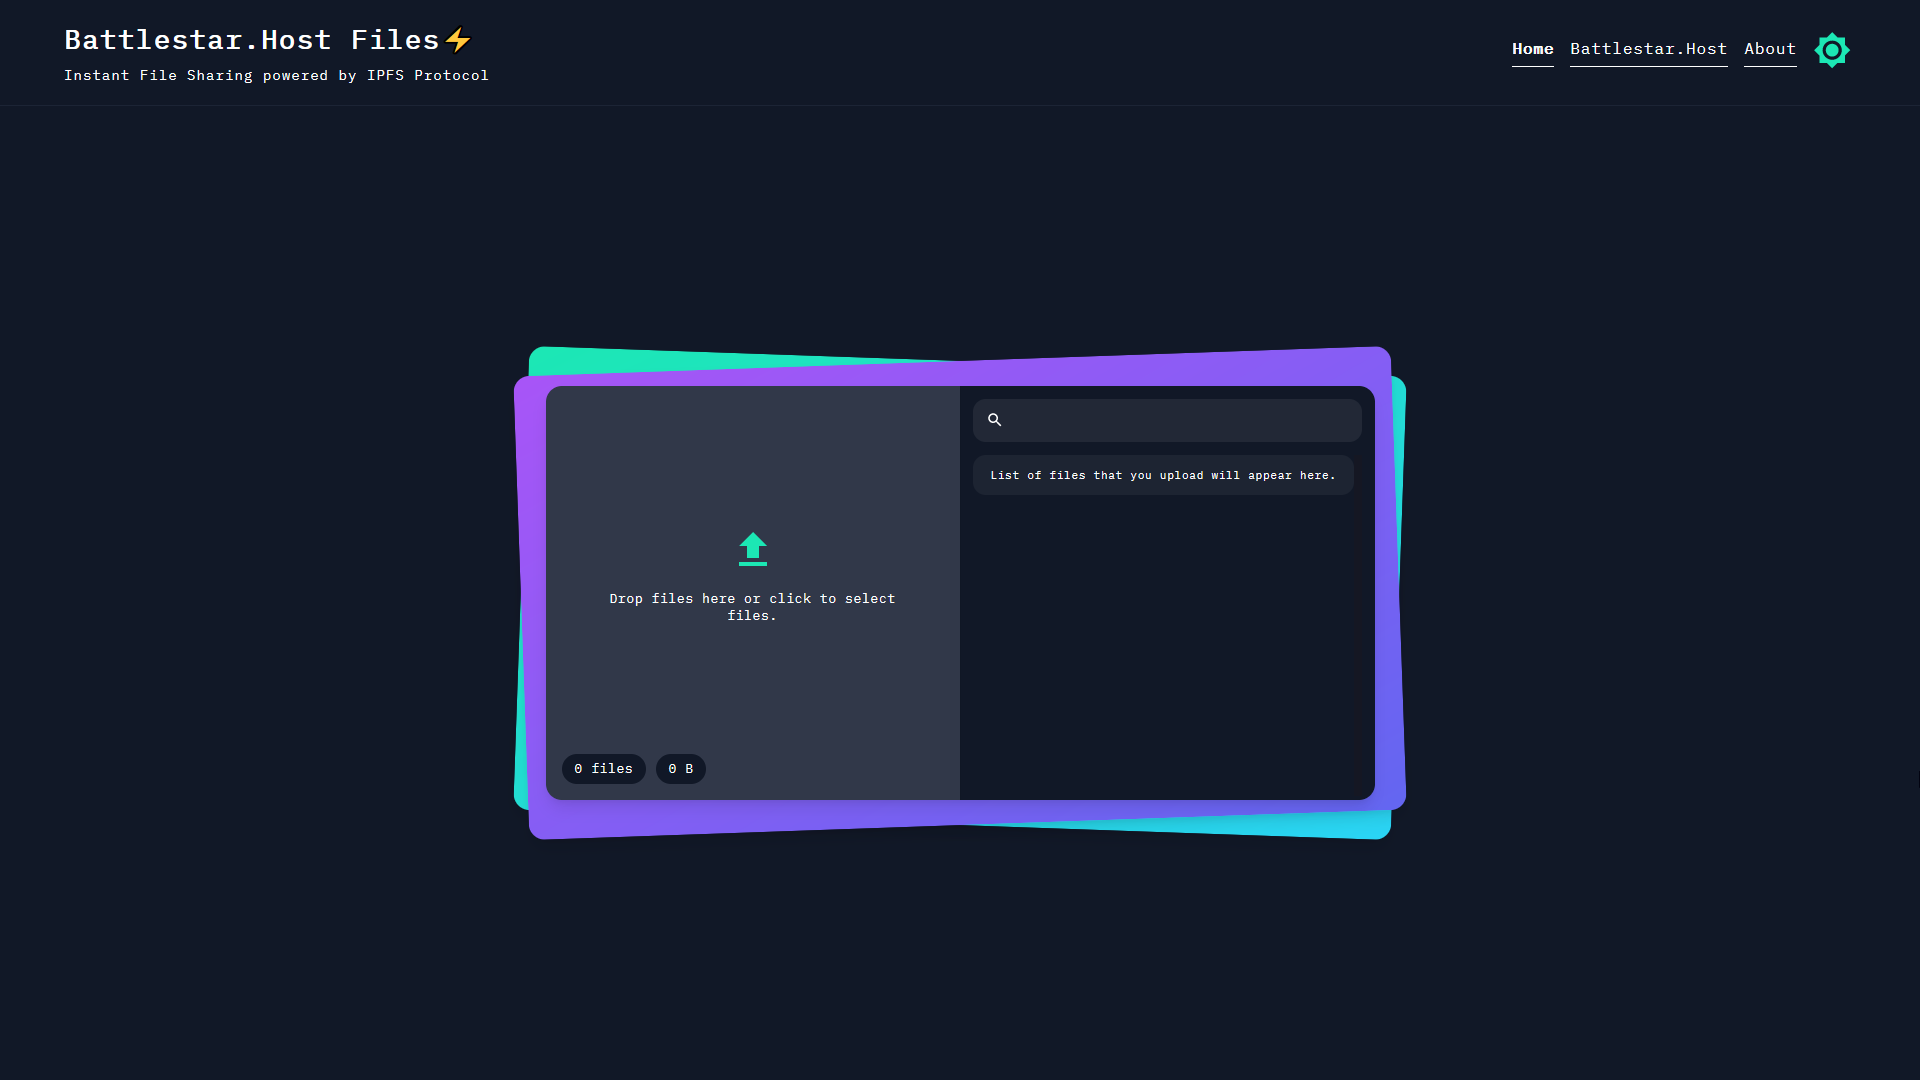 Battlestar.Host Files⚡
Instant File Sharing powered by IPFS Protocol
Home Battlestar.Host About
List of files that you upload will appear here.
Drop files here or click to select
files.
0 files 0 B